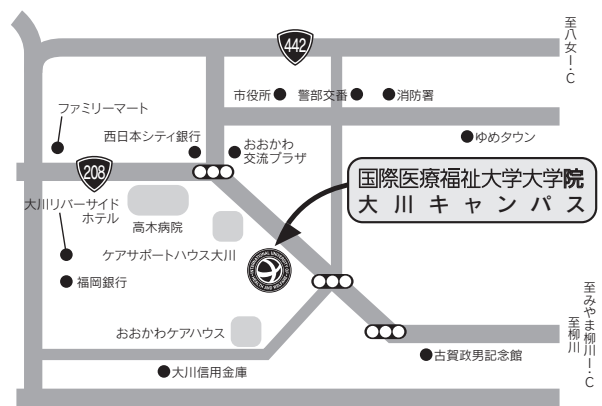 442
至八女I・C
市役所
警部交番
消防署
ファミリーマート
西日本シティ銀行
おおかわ
交流プラザ
ゆめタウン
208
国際医療福祉大学大学院
大川キャンパス
大川リバーサイド
ホテル
高木病院
ケアサポートハウス大川
福岡銀行
おおかわケアハウス
大川信用金庫
古賀政男記念館
至みやま柳川I・C
至柳川